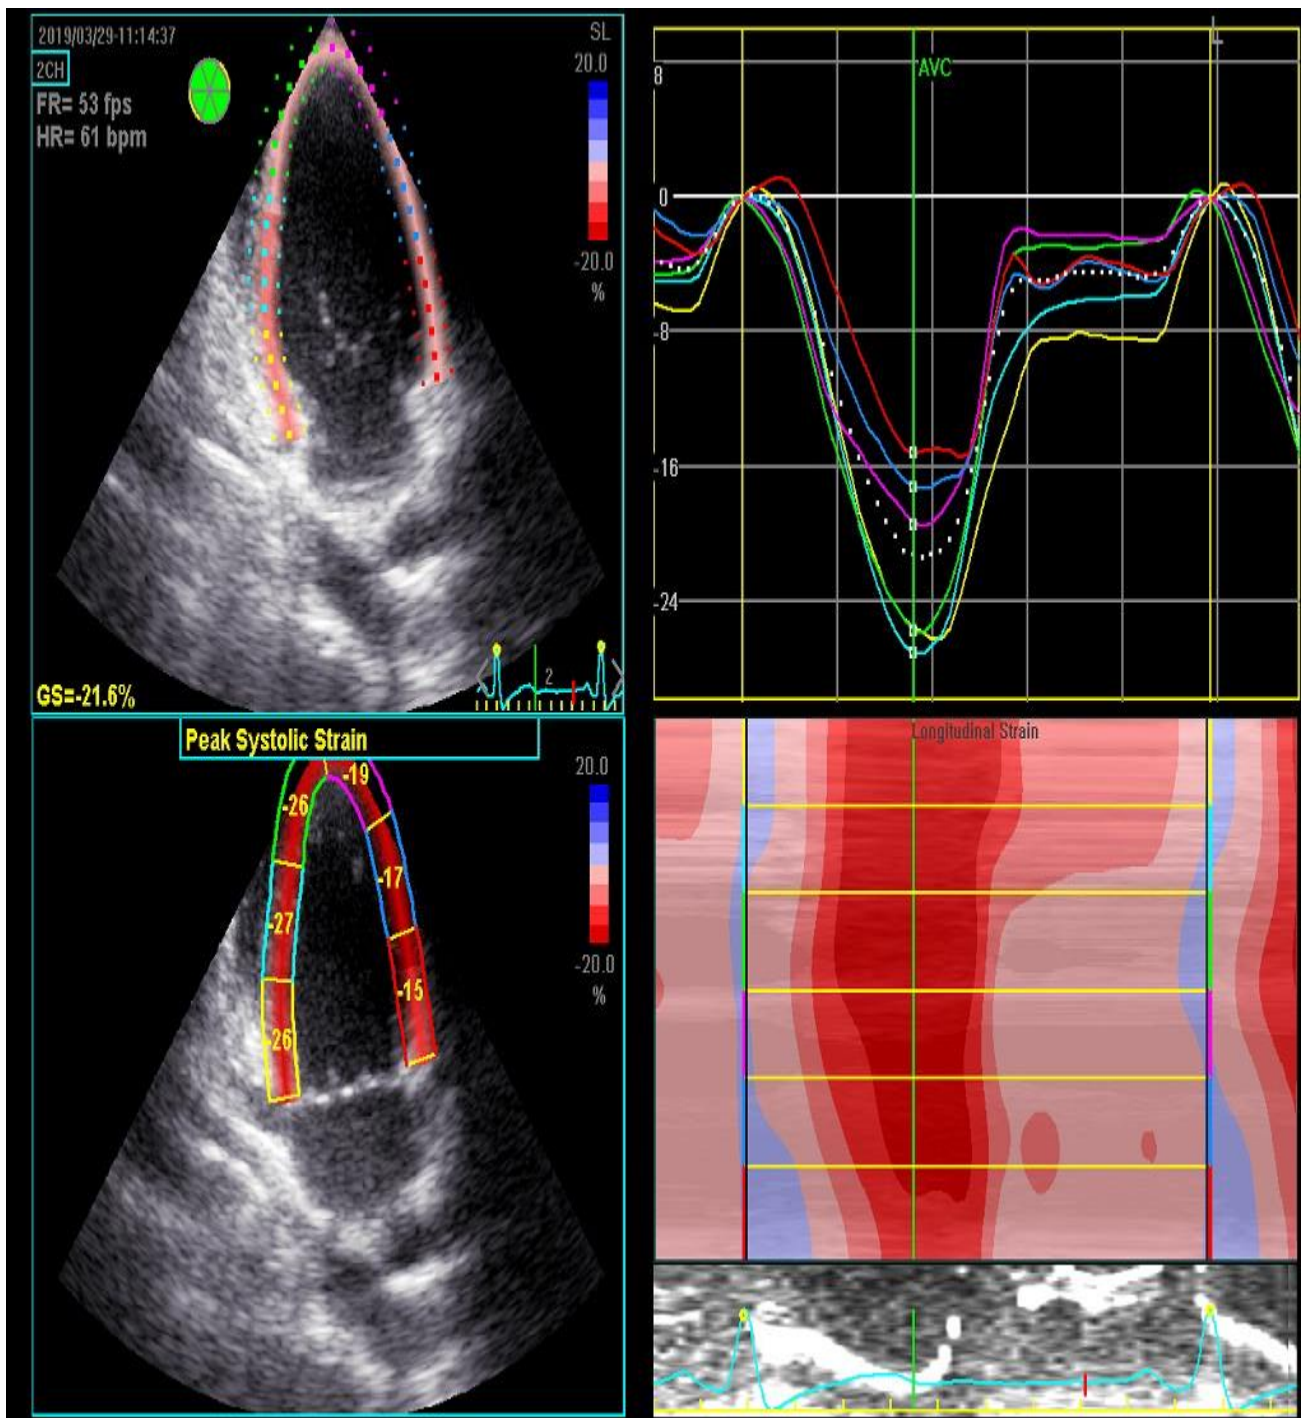 2019/03/29-11:14:37
2CH
FR= 53 fps
HR= 61 bpm
SL
20.0
-20.0
%
GS=-21.6%
2
L
AVC
8
0
-8
-16
-24
Peak Systolic Strain
20.0
-20.0
%
-19
-26
-17
-27
-15
-26
Longitudinal Strain